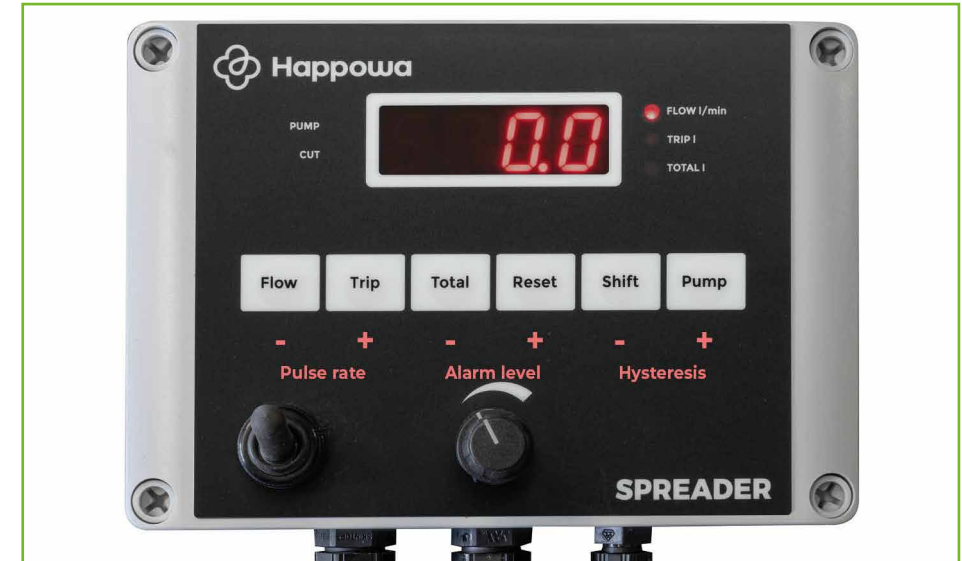 Happowa
PUMP
CUT
0.0
FLOW l/min
TRIP l
TOTAL l
Flow
Trip
Total
Reset
Shift
Pump
- +
- +
- +
Pulse rate
Alarm level
Hysteresis
SPREADER